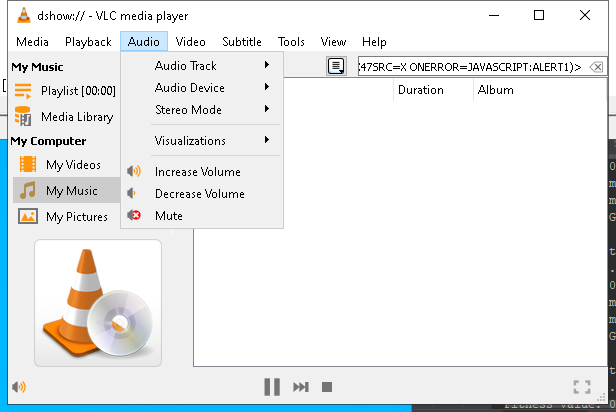 dshow:// - VLC media player
Media Playback Audio Video Subtitle Tools View Help
My Music
Playlist [00:00]
Media Library
My Computer
My Videos
My Music
My Pictures
Audio Track
Audio Device
Stereo Mode
Visualizations
Increase Volume
Decrease Volume
Mute
47SRC=X ONERROR=JAVASCRIPT:ALERT1)>
Duration Album